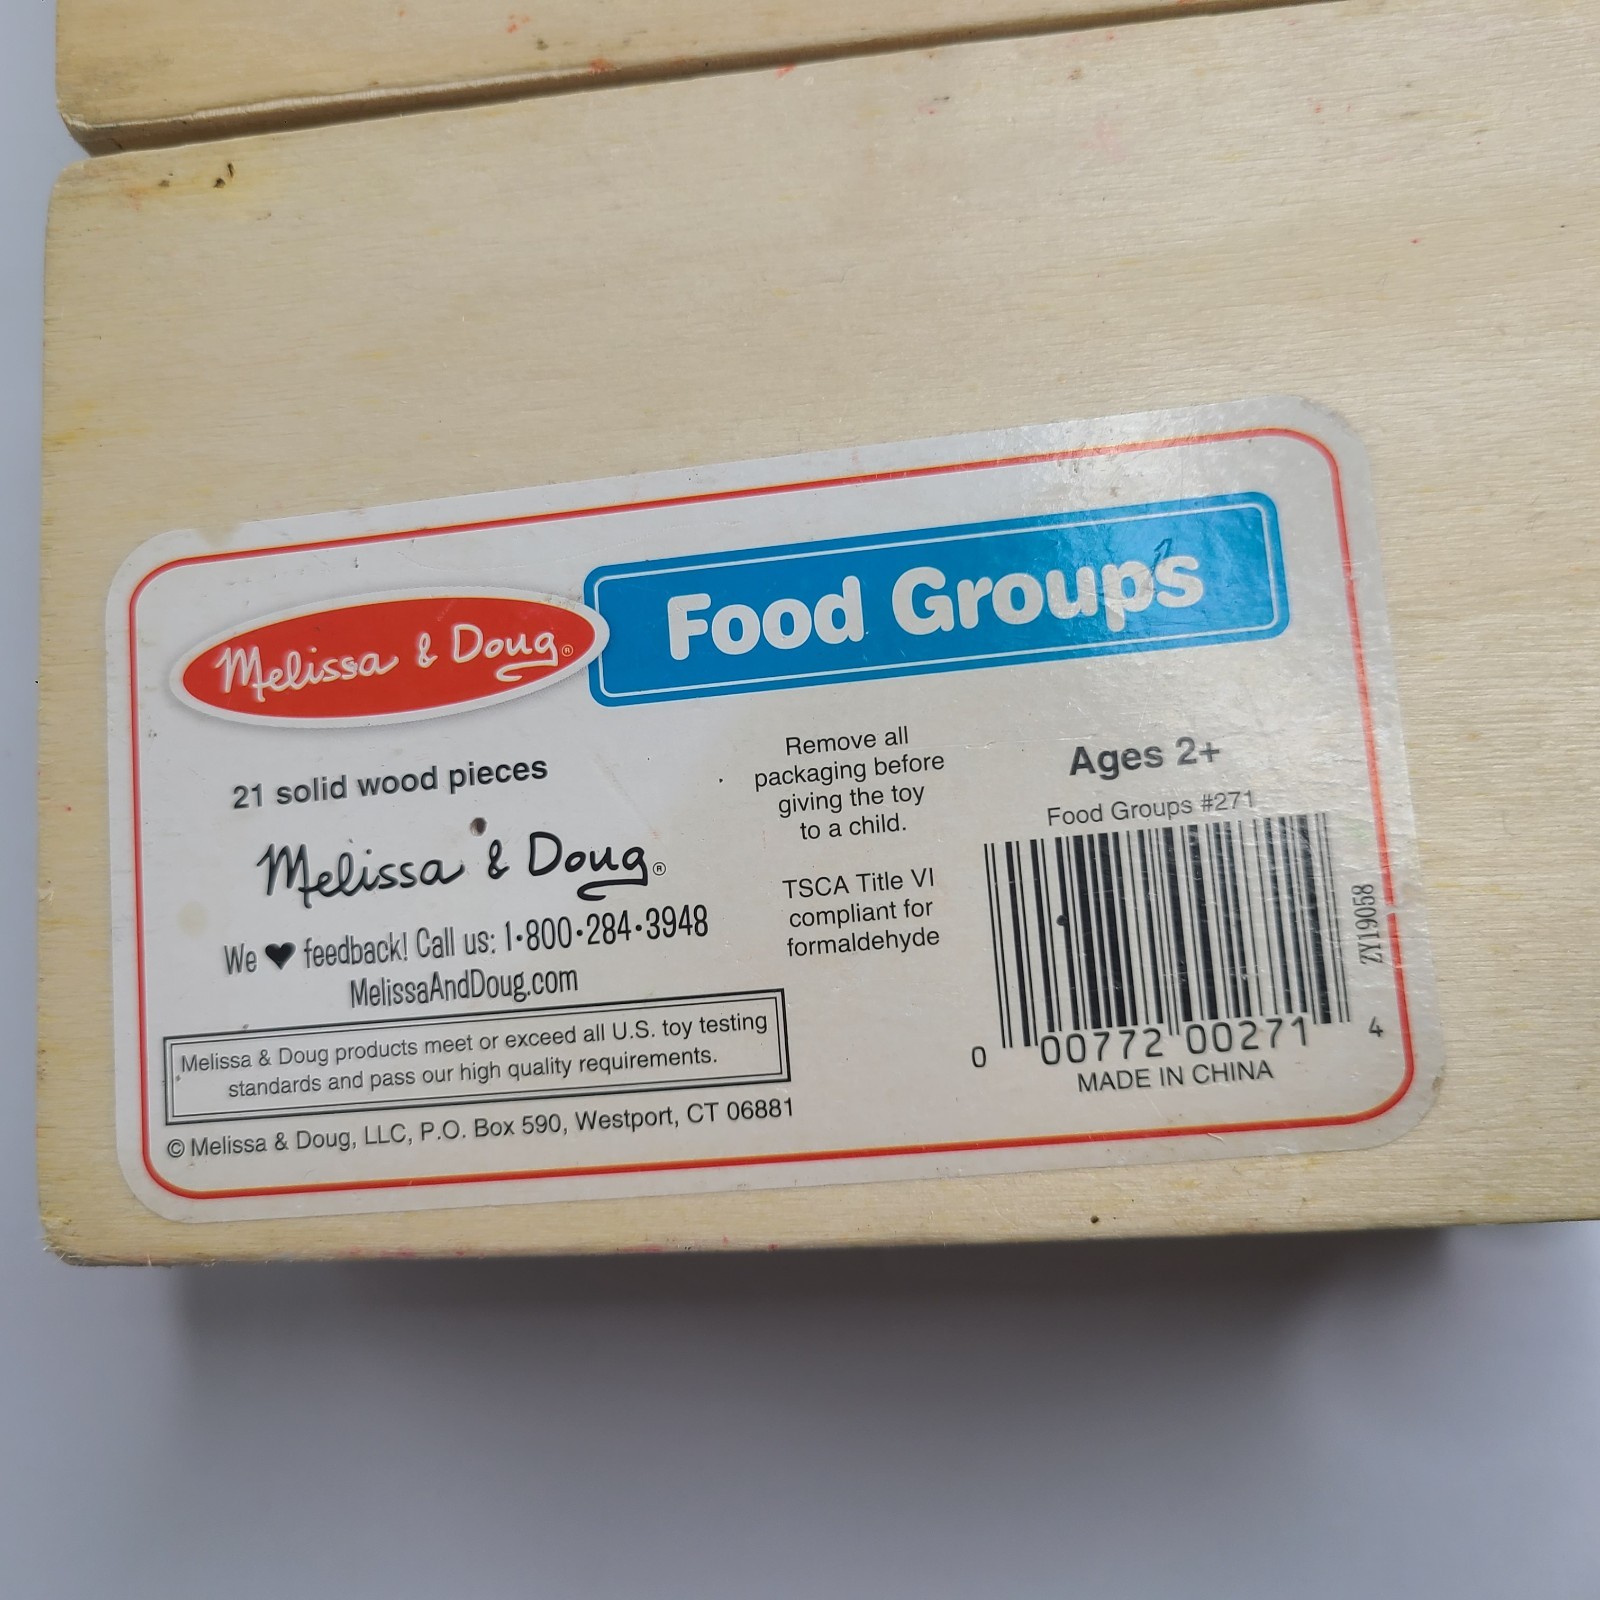 Melissa & Doug®
Food Groups
21 solid wood pieces
Melissa & Doug®
We ♥ feedback! Call us: 1·800·284·3948
MelissaAndDoug.com
Melissa & Doug products meet or exceed all U.S. toy testing
standards and pass our high quality requirements.
© Melissa & Doug, LLC, P.O. Box 590, Westport, CT 06881
Remove all
packaging before
giving the toy
to a child.
TSCA Title VI
compliant for
formaldehyde
Ages 2+
Food Groups #271
0 00772 00271 4
MADE IN CHINA
ZY19058